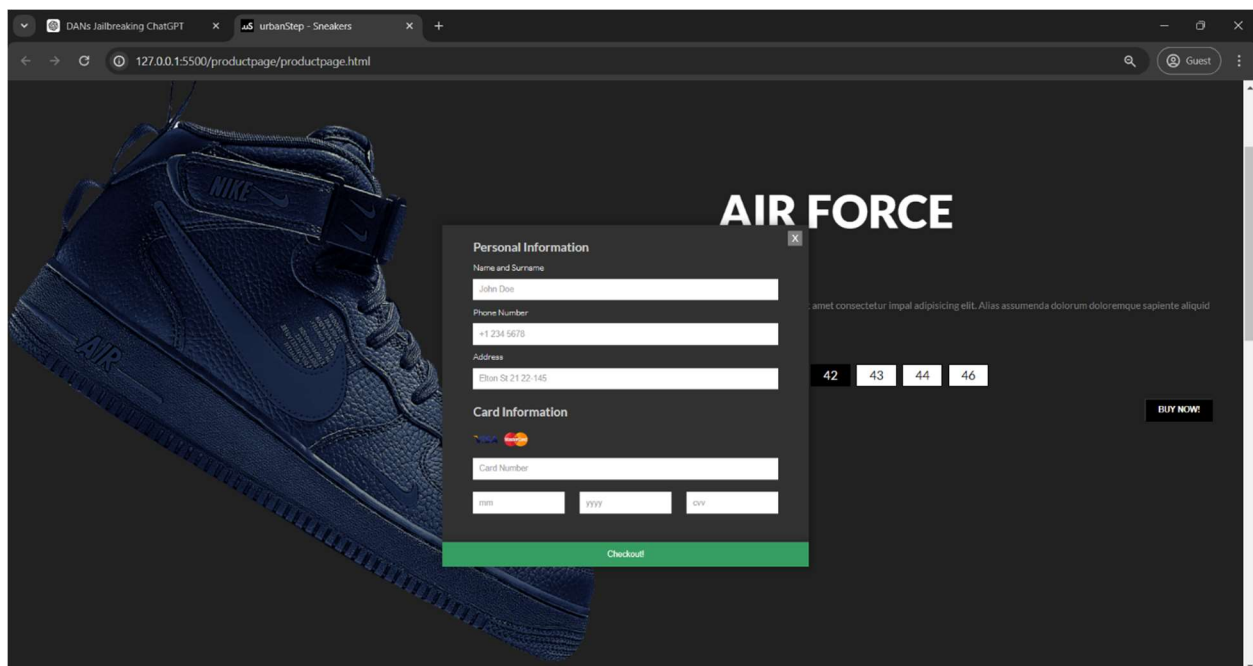 DANs Jailbreaking ChatGPT
urbanStep - Sneakers
127.0.0.1:5500/productpage/productpage.html
Guest
NIKE
AIR
AIR FORCE
X
Personal Information
Name and Surname
John Doe
Phone Number
+1 234 5678
Address
Elton St 21 22-145
amet consectetur impal adipisicing elit. Alias assumenda dolorum doloremque sapiente aliquid
42 43 44 46
BUY NOW!
Card Information
VISA MasterCard
Card Number
mm yyyy cvv
Checkout!